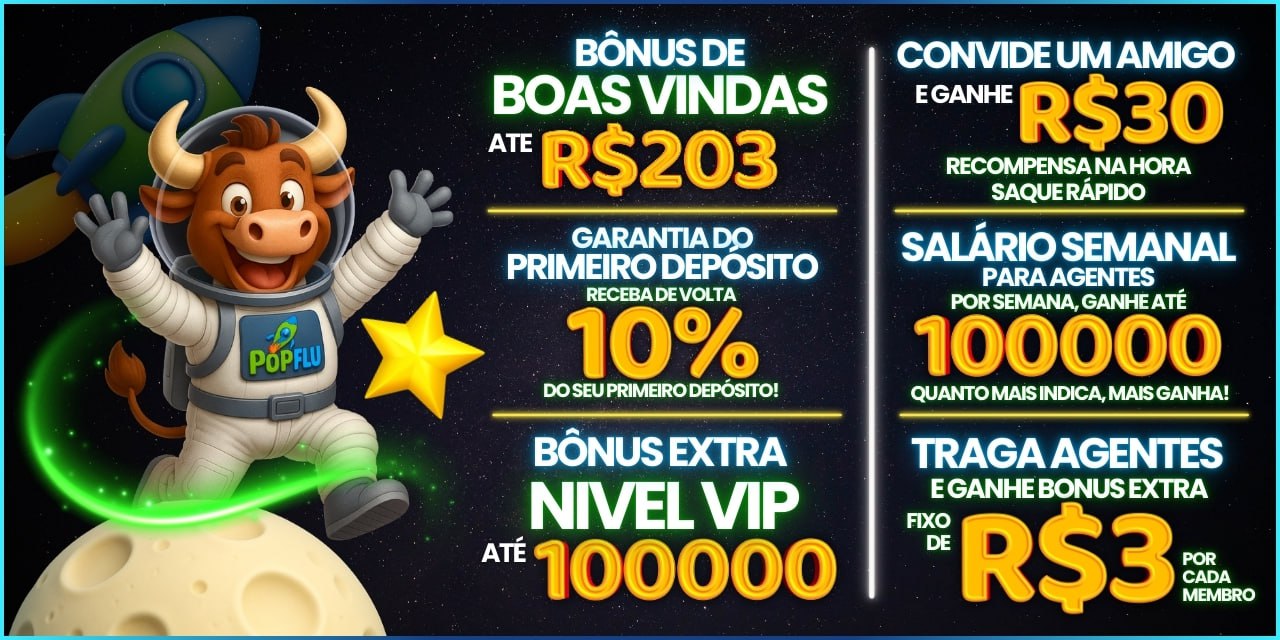 POPFLU
BÔNUS DE
BOAS VINDAS
ATE R$203
GARANTIA DO
PRIMEIRO DEPÓSITO
RECEBA DE VOLTA
10%
DO SEU PRIMEIRO DEPÓSITO!
BÔNUS EXTRA
NIVEL VIP
ATÉ 100000
CONVIDE UM AMIGO
E GANHE R$30
RECOMPENSA NA HORA
SAQUE RÁPIDO
SALÁRIO SEMANAL
PARA AGENTES
POR SEMANA, GANHE ATÉ
100000
QUANTO MAIS INDICA, MAIS GANHA!
TRAGA AGENTES
E GANHE BONUS EXTRA
FIXO
DE
R$3
POR
CADA
MEMBRO